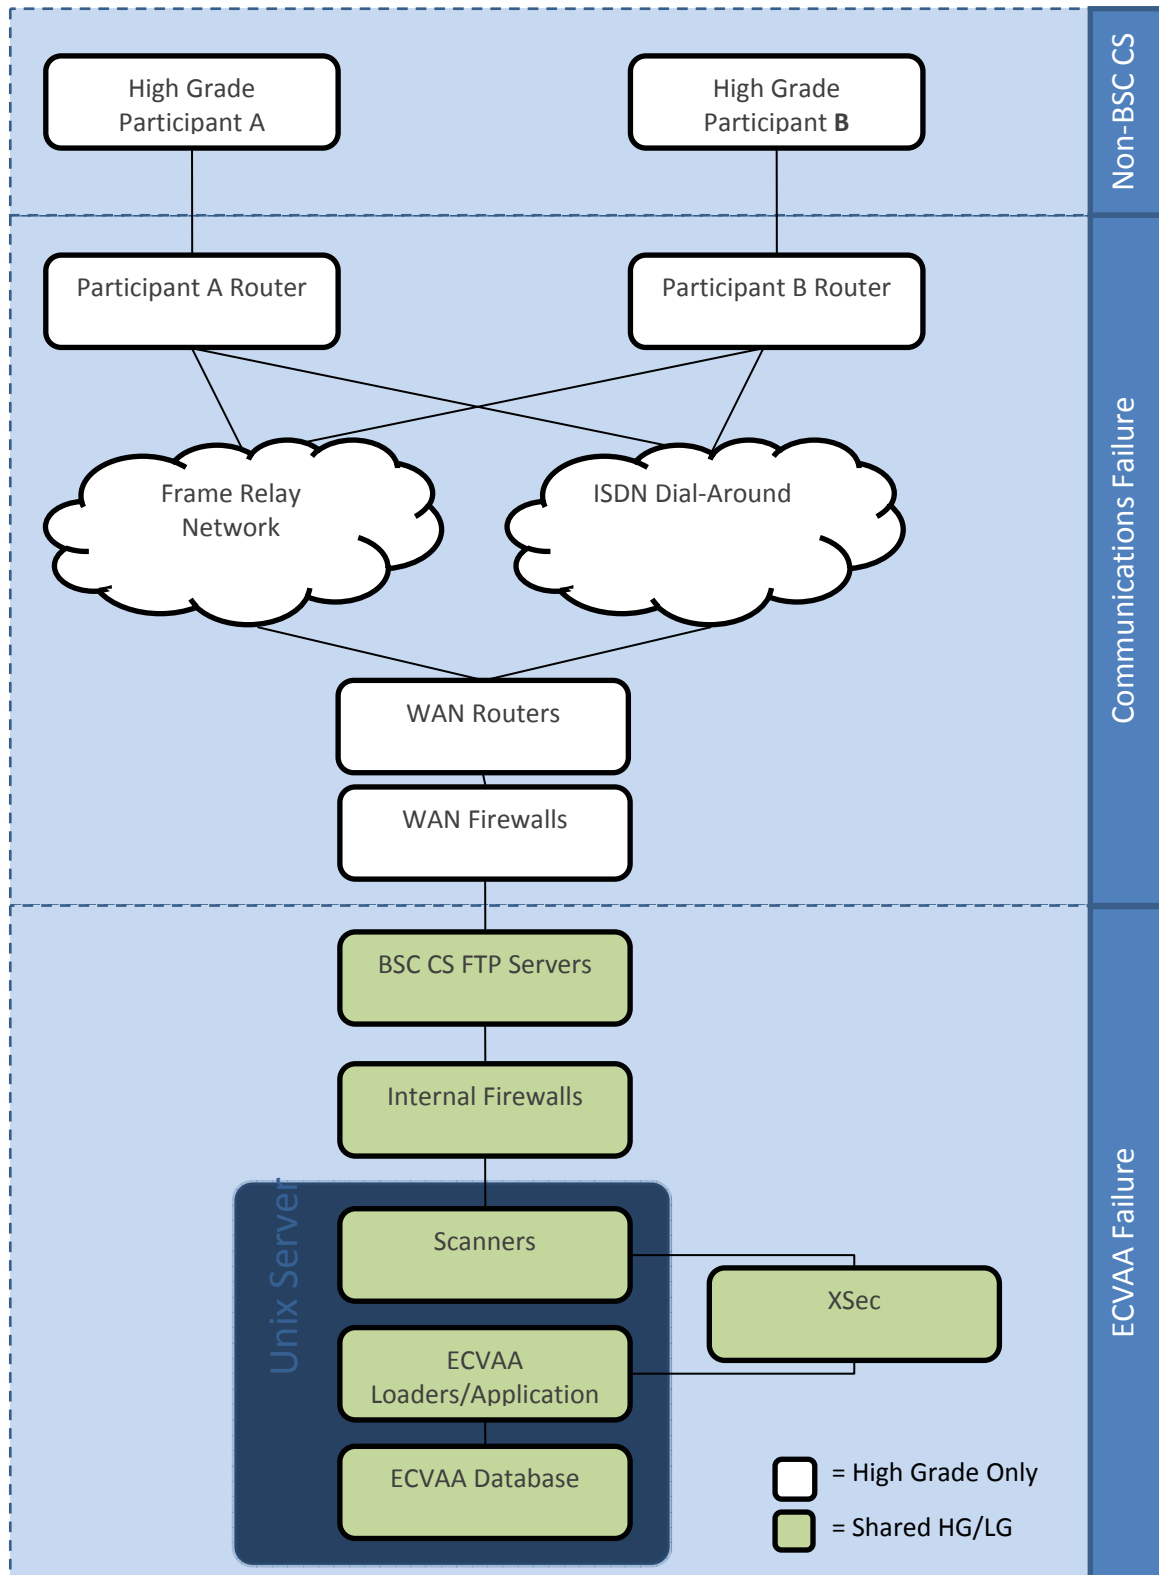 High Grade
Participant A
High Grade
Participant B
Non-BSC CS
Participant A Router
Participant B Router
Frame Relay
Network
ISDN Dial-Around
WAN Routers
WAN Firewalls
Communications Failure
BSC CS FTP Servers
Internal Firewalls
Unix Server
Scanners
XSec
ECVAA
Loaders/Application
ECVAA Database
ECVAA Failure
= High Grade Only
= Shared HG/LG